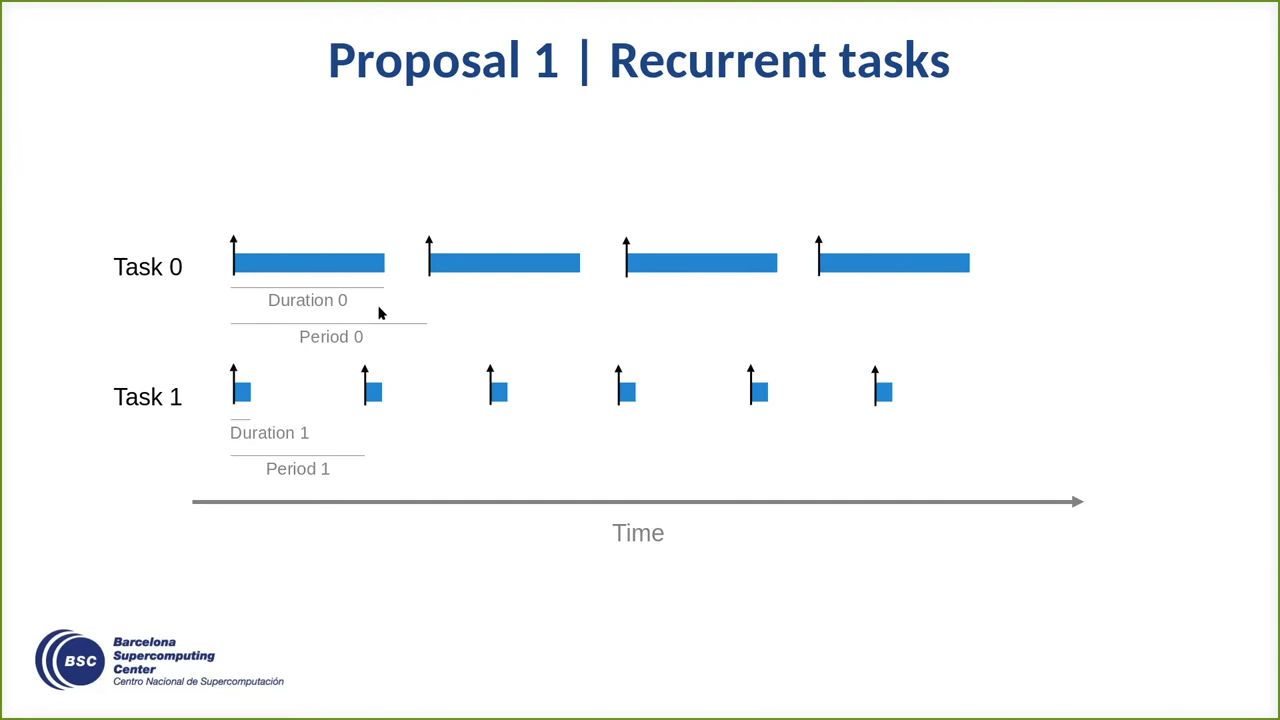 Proposal 1 | Recurrent tasks
Task 0
Duration 0
Period 0
Task 1
Duration 1
Period 1
Time
BSC
Barcelona
Supercomputing
Center
Centro Nacional de Supercomputación